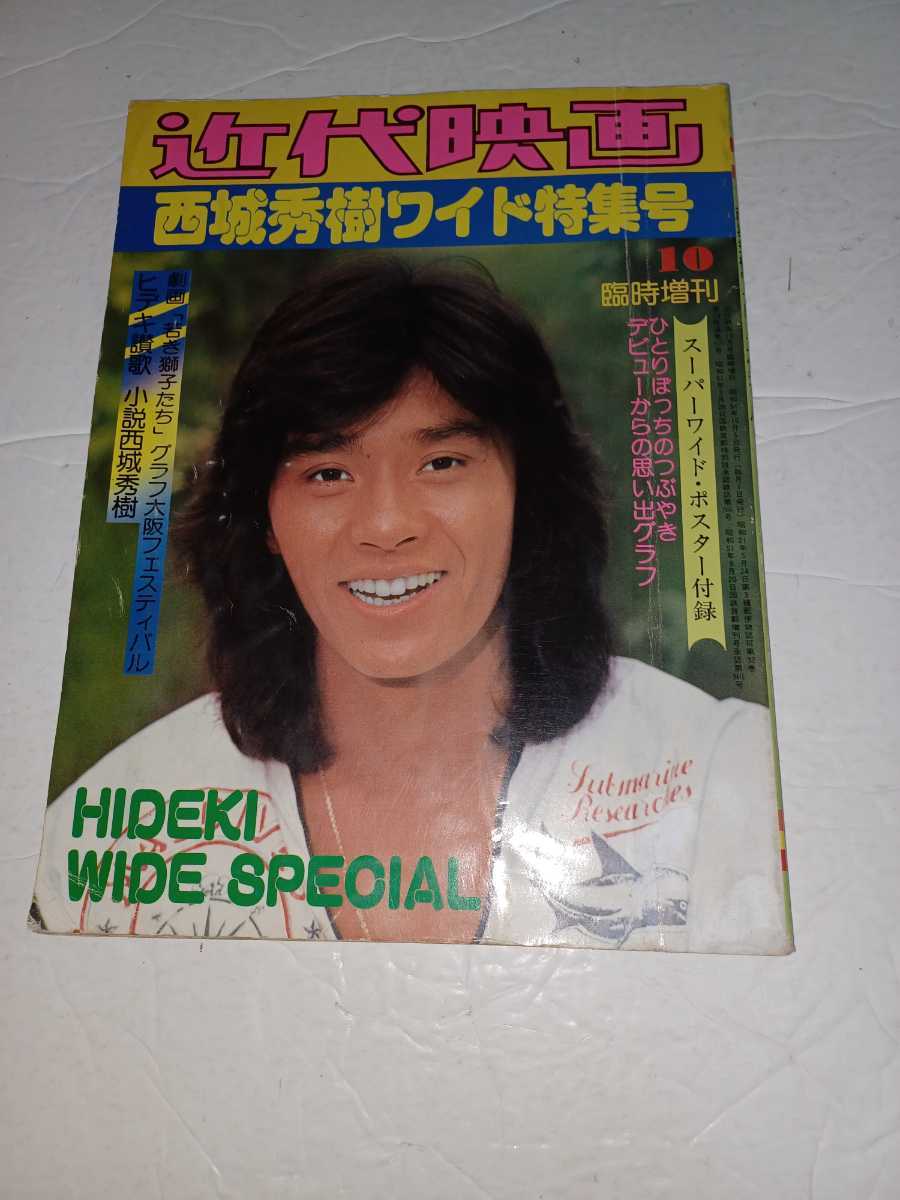 近代映画
西城秀樹ワイド特集号
10
臨時増刊
スーパーワイド・ポスター付録
ひとりぼっちのつぶやき
デビューからの思い出グラフ
劇画「若き獅子たち」 グラフ大阪フェスティバル
ヒデキ讃歌 小説西城秀樹
Submarine
Researches
HIDEKI
WIDE SPECIAL